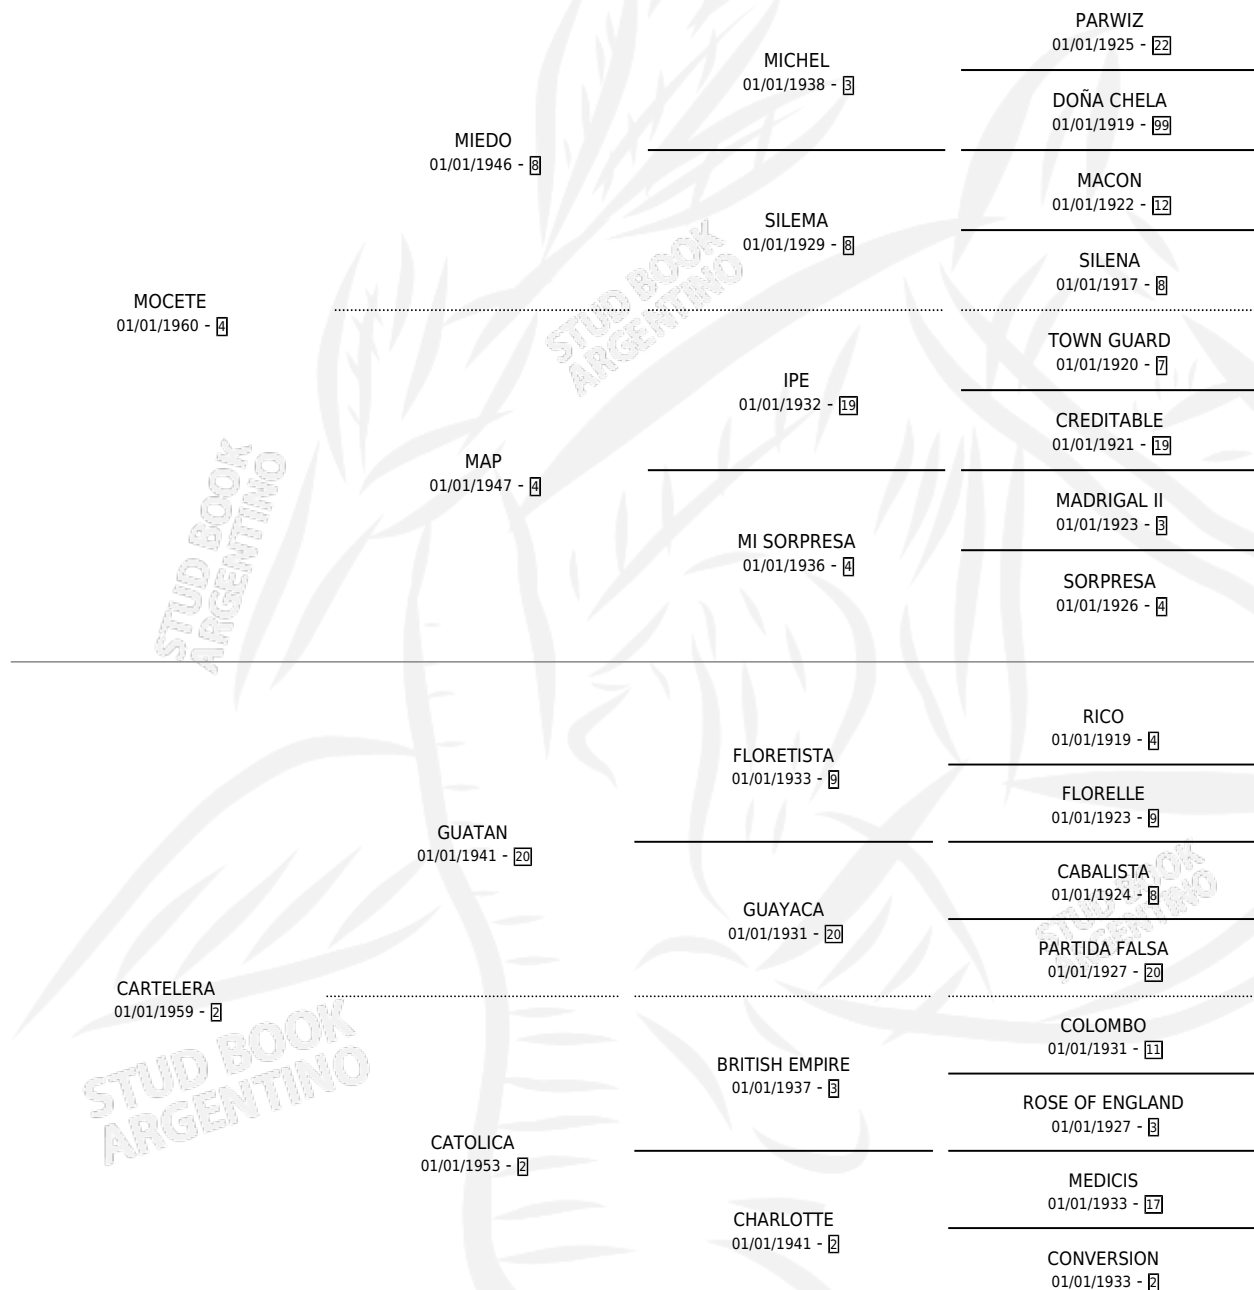 PARWIZ
01/01/1925 - 22
MICHEL
01/01/1938 - 3
DOÑA CHELA
01/01/1919 - 99
MIEDO
01/01/1946 - 8
MACON
01/01/1922 - 12
SILEMA
01/01/1929 - 8
SILENA
01/01/1917 - 8
MOCETE
01/01/1960 - 4
TOWN GUARD
01/01/1920 - 7
IPE
01/01/1932 - 19
CREDITABLE
01/01/1921 - 19
MAP
01/01/1947 - 4
MADRIGAL II
01/01/1923 - 3
MI SORPRESA
01/01/1936 - 4
SORPRESA
01/01/1926 - 4
RICO
01/01/1919 - 4
FLORETISTA
01/01/1933 - 9
FLORELLE
01/01/1923 - 9
GUATAN
01/01/1941 - 20
CABALISTA
01/01/1924 - 8
GUAYACA
01/01/1931 - 20
PARTIDA FALSA
01/01/1927 - 20
CARTELERA
01/01/1959 - 2
COLOMBO
01/01/1931 - 11
BRITISH EMPIRE
01/01/1937 - 3
ROSE OF ENGLAND
01/01/1927 - 3
CATOLICA
01/01/1953 - 2
MEDICIS
01/01/1933 - 17
CHARLOTTE
01/01/1941 - 2
CONVERSION
01/01/1933 - 2
STUD BOOK
ARGENTINO
STUD BOOK
ARGENTINO
STUD BOOK
ARGENTINO
STUD BOOK
ARGENTINO